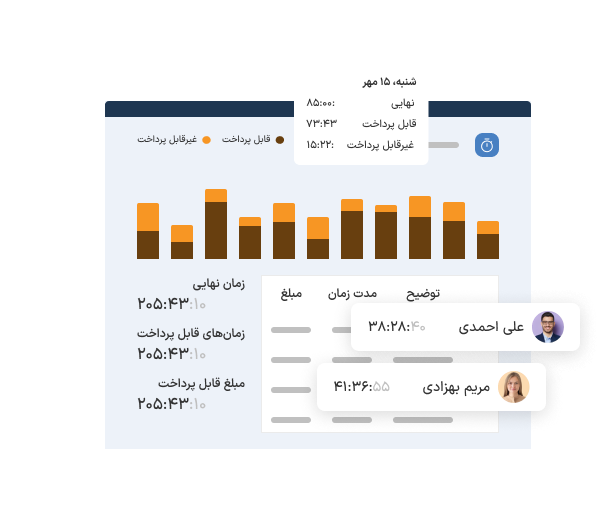 شنبه، ۱۵ مهر
نهایی ۸۵:۰۰:
قابل پرداخت ۷۳:۴۳
غیرقابل پرداخت ۱۵:۲۲:
قابل پرداخت غیرقابل پرداخت
توضیح مدت زمان مبلغ
علی احمدی ۳۸:۲۸:۴۰
مریم بهزادی ۴۱:۳۶:۵۵
زمان نهایی
۲۰۵:۴۳:۱۰
زمان‌های قابل پرداخت
۲۰۵:۴۳:۱۰
مبلغ قابل پرداخت
۲۰۵:۴۳:۱۰